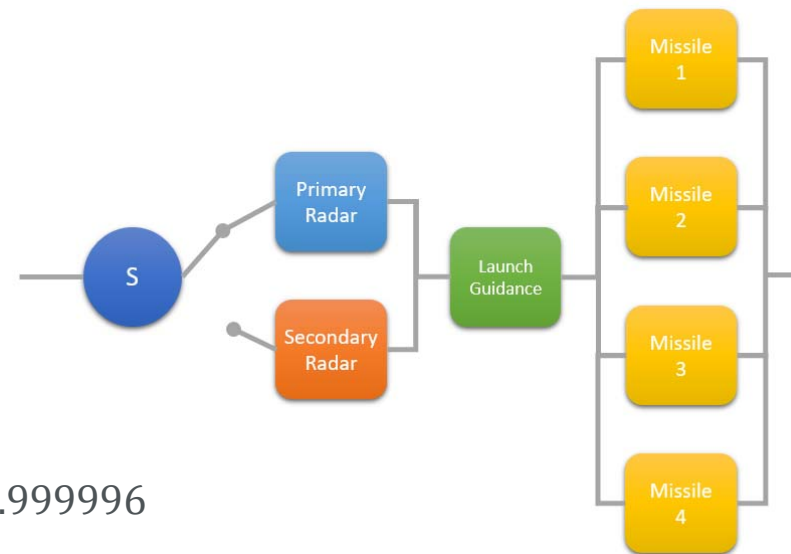 S
Primary
Radar
Secondary
Radar
Launch
Guidance
Missile
1
Missile
2
Missile
3
Missile
4
.999996